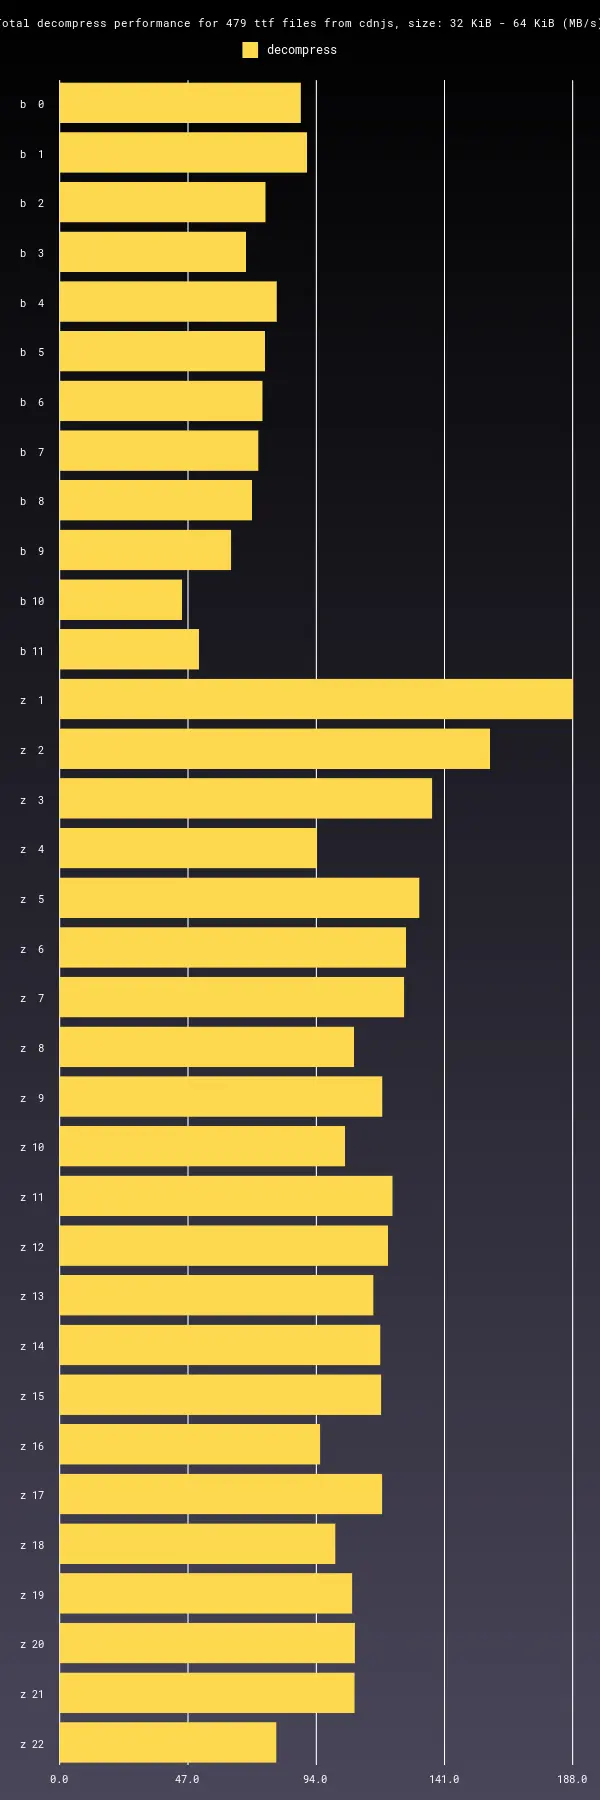 otal decompress performance for 479 ttf files from cdnjs, size: 32 KiB - 64 KiB (MB/s
decompress
b 0
b 1
b 2
b 3
b 4
b 5
b 6
b 7
b 8
b 9
b 10
b 11
z 1
z 2
z 3
z 4
z 5
z 6
z 7
z 8
z 9
z 10
z 11
z 12
z 13
z 14
z 15
z 16
z 17
z 18
z 19
z 20
z 21
z 22
0.0 47.0 94.0 141.0 188.0